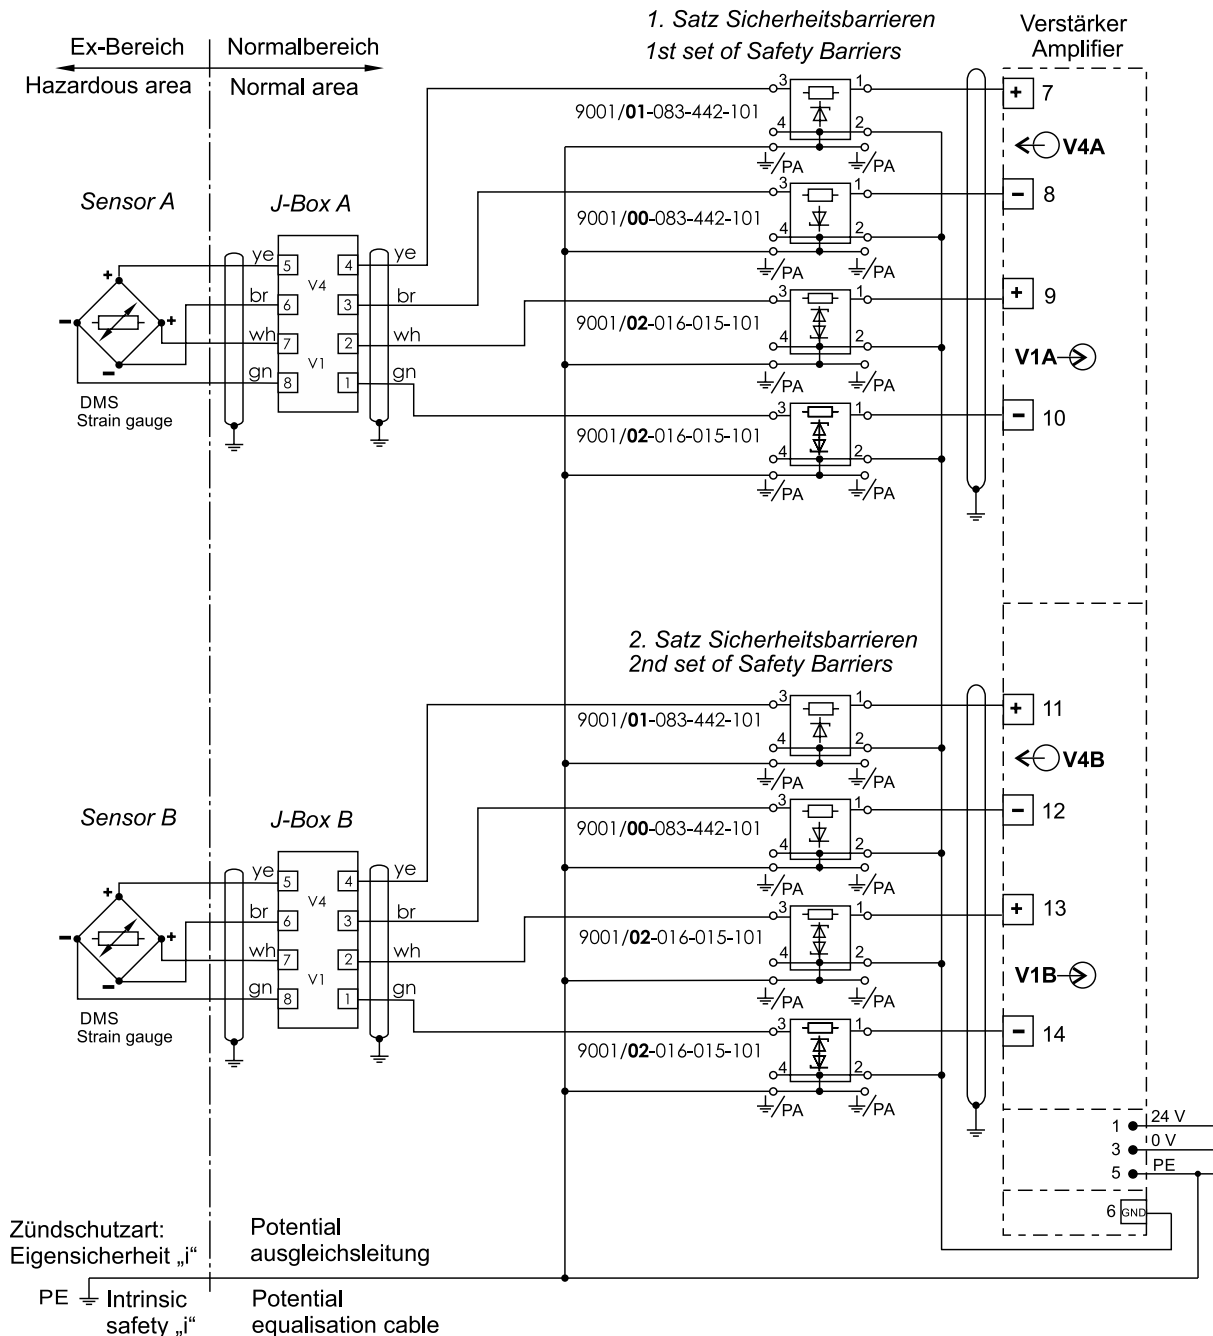 1. Satz Sicherheitsbarrieren
1st set of Safety Barriers
Verstärker
Amplifier
Ex-Bereich
Normalbereich
Hazardous area
Normal area
9001/01-083-442-101
3
1
4
2
/PA
/PA
+
7
V4A
9001/00-083-442-101
3
1
4
2
/PA
/PA
-
8
Sensor A
J-Box A
ye
5
4
ye
V4
br
6
3
br
wh
7
2
wh
V1
gn
8
1
gn
+
-
+
-
DMS
Strain gauge
9001/02-016-015-101
3
1
4
2
/PA
/PA
+
9
V1A
9001/02-016-015-101
3
1
4
2
/PA
/PA
-
10
2. Satz Sicherheitsbarrieren
2nd set of Safety Barriers
9001/01-083-442-101
3
1
4
2
/PA
/PA
+
11
V4B
9001/00-083-442-101
3
1
4
2
/PA
/PA
-
12
Sensor B
J-Box B
ye
5
4
ye
V4
br
6
3
br
wh
7
2
wh
V1
gn
8
1
gn
+
-
+
-
DMS
Strain gauge
9001/02-016-015-101
3
1
4
2
/PA
/PA
+
13
V1B
9001/02-016-015-101
3
1
4
2
/PA
/PA
-
14
1
24 V
3
0 V
5
PE
6
GND
Zündschutzart:
Eigensicherheit „i“
Potential
ausgleichsleitung
PE
Intrinsic
safety „i“
Potential
equalisation cable